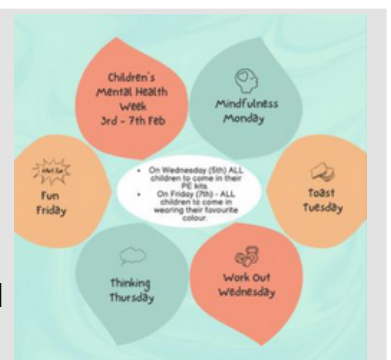 Children's
Mental Health
Week
3rd - 7th Feb
Mindfulness
Monday
Toast
Tuesday
Work Out
Wednesday
Thinking
Thursday
Fun
Friday
• On Wednesday (5th) ALL
children to come in their
PE kits.
• On Friday (7th) - ALL
children to come in
wearing their favourite
colour.